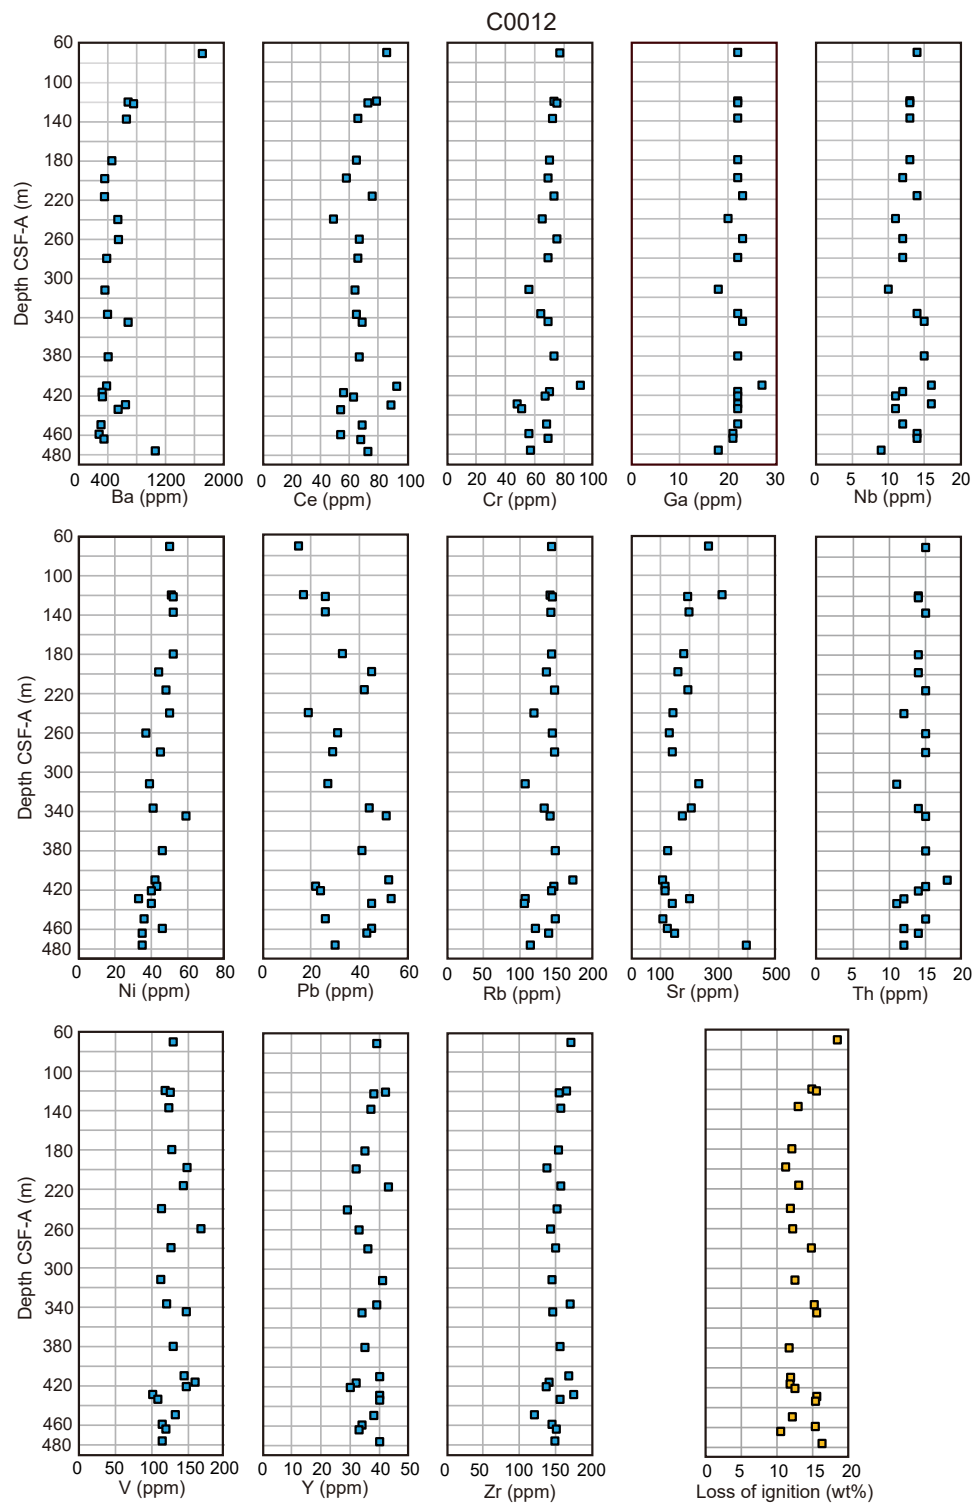 C0012
60
100
140
180
220
260
300
340
380
420
460
480
Depth CSF-A (m)
0 400 1200 2000
Ba (ppm)
0 20 40 60 80 100
Ce (ppm)
0 20 40 60 80 100
Cr (ppm)
0 10 20 30
Ga (ppm)
0 5 10 15 20
Nb (ppm)
60
100
140
180
220
260
300
340
380
420
460
480
Depth CSF-A (m)
0 20 40 60 80
Ni (ppm)
0 20 40 60
Pb (ppm)
0 50 100 150 200
Rb (ppm)
0 100 300 500
Sr (ppm)
0 5 10 15 20
Th (ppm)
60
100
140
180
220
260
300
340
380
420
460
480
Depth CSF-A (m)
0 50 100 150 200
V (ppm)
0 10 20 30 40 50
Y (ppm)
0 50 100 150 200
Zr (ppm)
0 5 10 15 20
Loss of ignition (wt%)